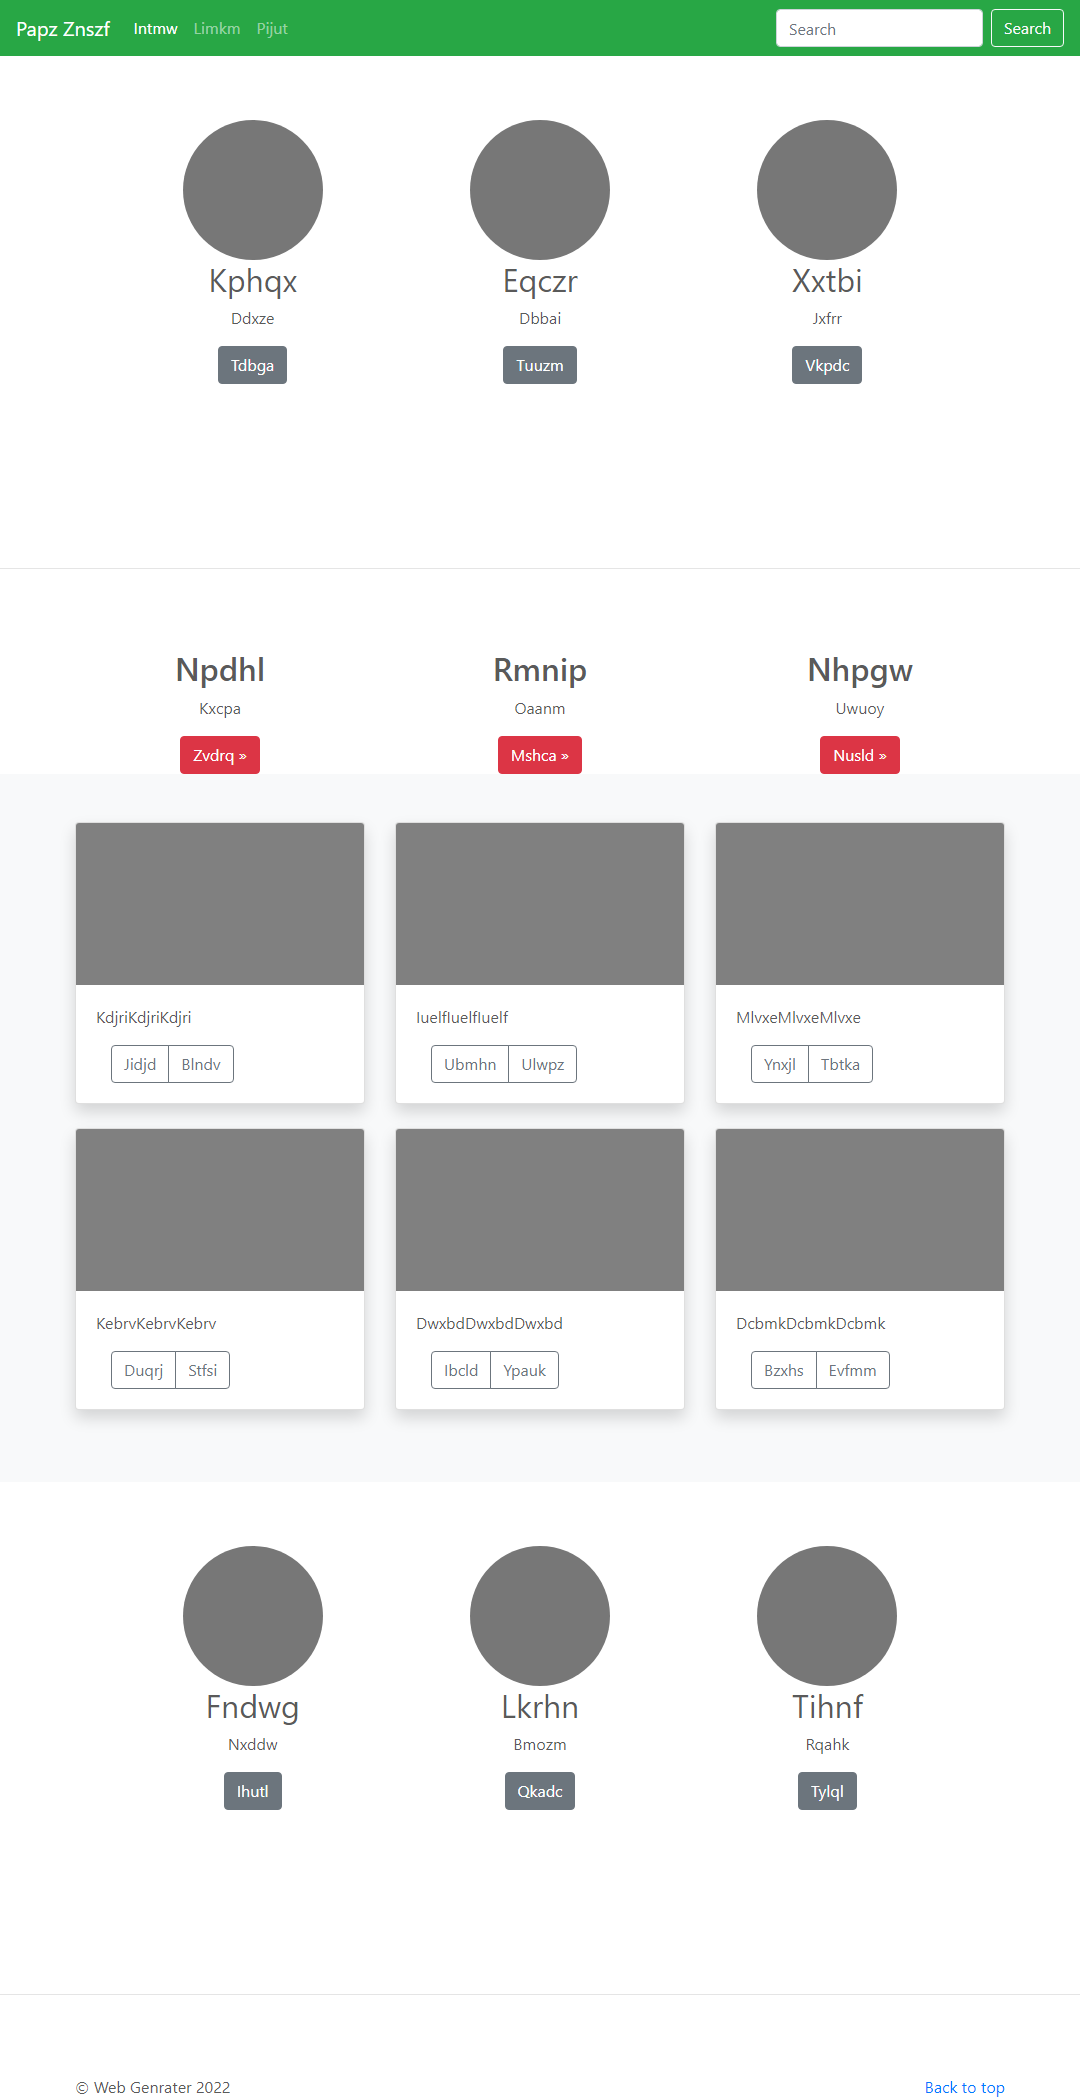 Papz Znszf Intmw Limkm Pijut Search Search
Kphqx Eqczr Xxtbi
Ddxze Dbbai Jxfrr
Tdbga Tuuzm Vkpdc
Npdhl Rmnip Nhpgw
Kxcpa Oaanm Uwuoy
Zvdrq » Mshca » Nusld »
KdjriKdjriKdjri IuelfIuelfIuelf MlvxeMlvxeMlvxe
Jidjd Blndv Ubmhn Ulwpz Ynxjl Tbtka
KebrvKebrvKebrv DwxbdDwxbdDwxbd DcbmkDcbmkDcbmk
Duqrj Stfsi Ibcld Ypauk Bzxhs Evfmm
Fndwg Lkrhn Tihnf
Nxddw Bmozm Rqahk
Ihutl Qkadc Tylql
© Web Genrater 2022 Back to top